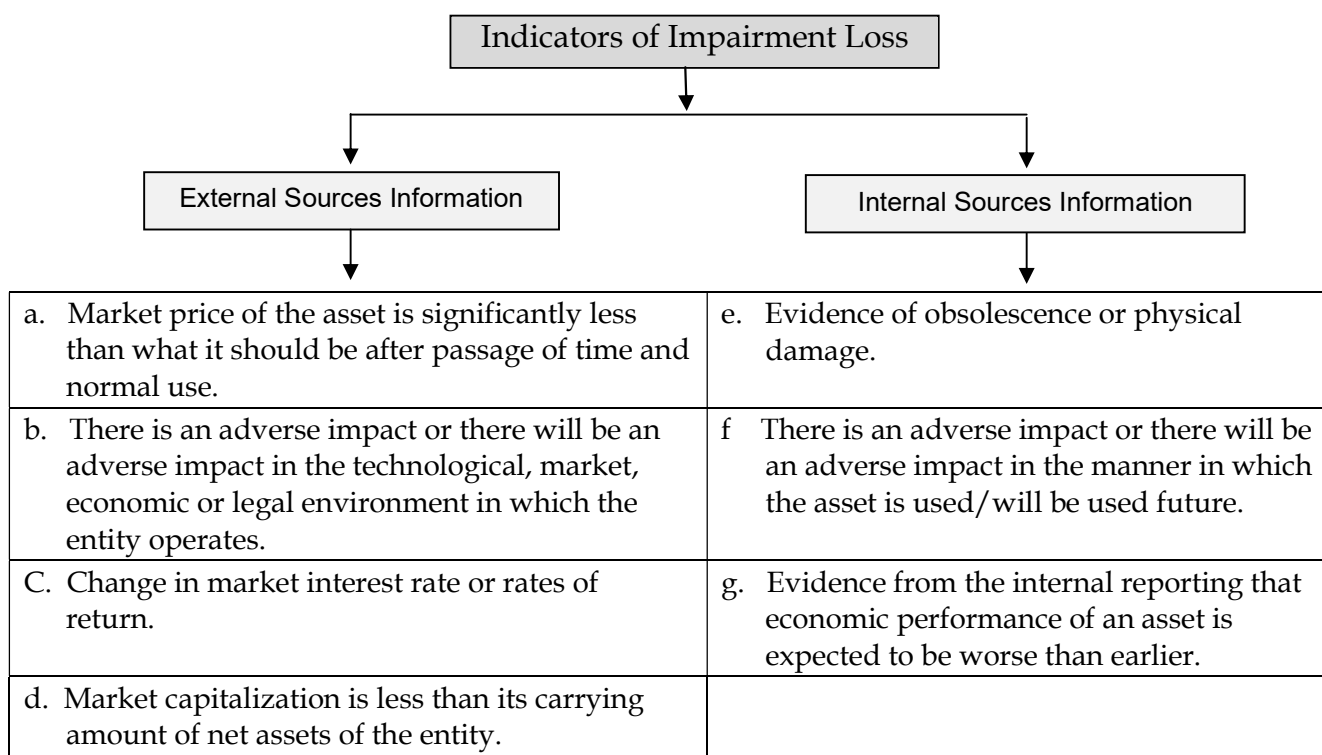 Indicators of Impairment Loss
External Sources Information
Internal Sources Information
a. Market price of the asset is significantly less
than what it should be after passage of time and
normal use.
e. Evidence of obsolescence or physical
damage.
b. There is an adverse impact or there will be an
adverse impact in the technological, market,
economic or legal environment in which the
entity operates.
f There is an adverse impact or there will be
an adverse impact in the manner in which
the asset is used/will be used future.
C. Change in market interest rate or rates of
return.
g. Evidence from the internal reporting that
economic performance of an asset is
expected to be worse than earlier.
d. Market capitalization is less than its carrying
amount of net assets of the entity.